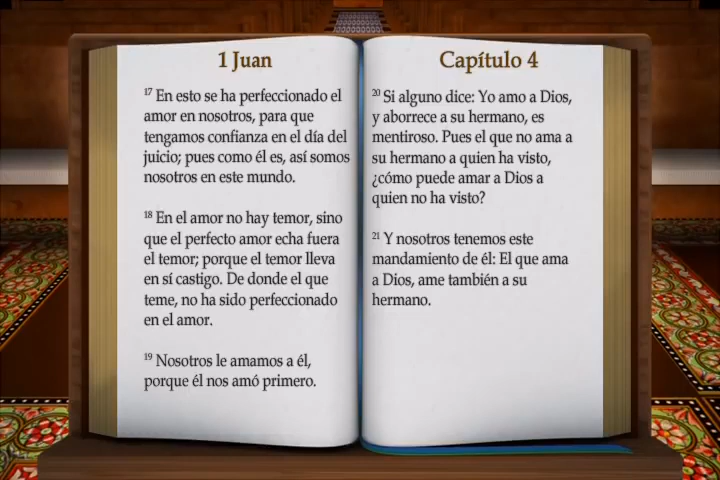 1 Juan
17 En esto se ha perfeccionado el
amor en nosotros, para que
tengamos confianza en el día del
juicio; pues como él es, así somos
nosotros en este mundo.
18 En el amor no hay temor, sino
que el perfecto amor echa fuera
el temor; porque el temor lleva
en sí castigo. De donde el que
teme, no ha sido perfeccionado
en el amor.
19 Nosotros le amamos a él,
porque él nos amó primero.
Capítulo 4
20 Si alguno dice: Yo amo a Dios,
y aborrece a su hermano, es
mentiroso. Pues el que no ama a
su hermano a quien ha visto,
¿cómo puede amar a Dios a
quien no ha visto?
21 Y nosotros tenemos este
mandamiento de él: El que ama
a Dios, ame también a su
hermano.